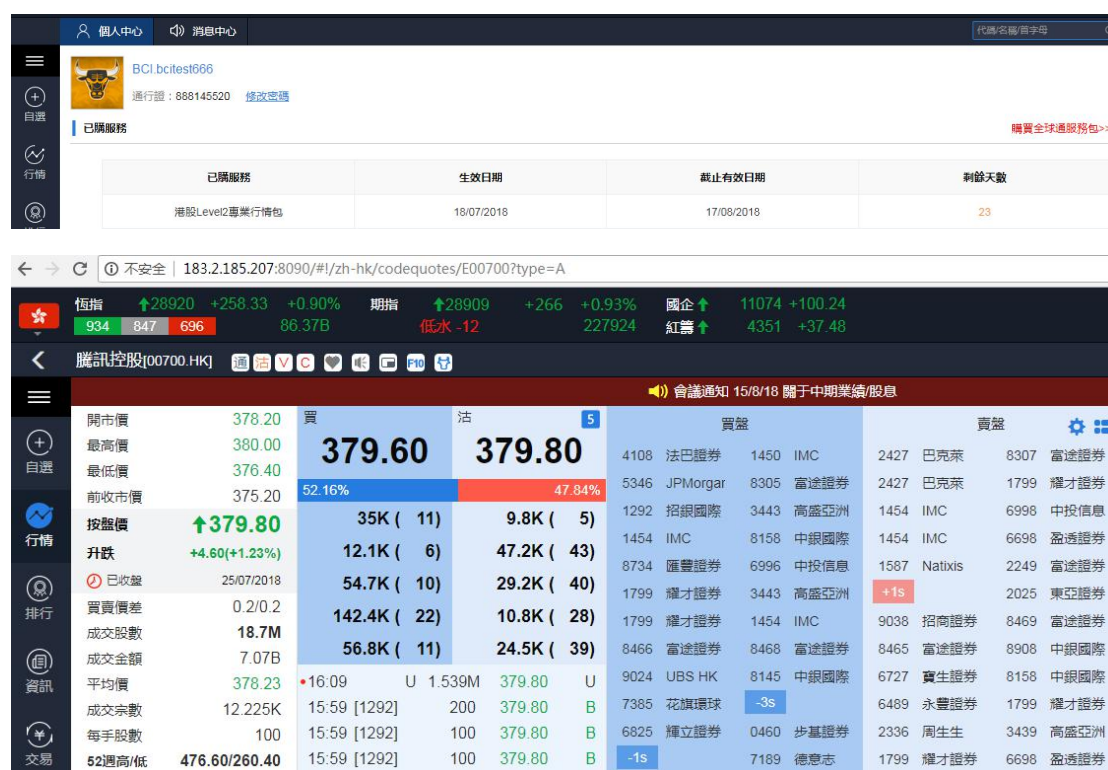 個人中心 消息中心 代碼/名稱/首字母
BCI.bcitest666
通行證：888145520 修改密碼
自選
已購服務 購買全球通服務包>>
行情
已購服務 生效日期 截止有效日期 剩餘天數
港股Level2專業行情包 18/07/2018 17/08/2018 23
不安全 183.2.185.207:8090/#!/zh-hk/codequotes/E00700?type=A
恆指 28920 +258.33 +0.90% 期指 28909 +266 +0.93% 國企 11074 +100.24
934 847 696 86.37B 低水 -12 227924 紅籌 4351 +37.48
騰訊控股[00700.HK] 通 沽 V C F10
會議通知 15/8/18 關于中期業績/股息
開市價 378.20 買 沽 5 買盤 賣盤
最高價 380.00 379.60 379.80
自選 最低價 376.40 4108 法巴證券 1450 IMC 2427 巴克萊 8307 富途證券
前收市價 375.20 52.16% 47.84% 5346 JPMorgar 8305 富途證券 2427 巴克萊 1799 耀才證券
行情 按盤價 379.80 35K ( 11) 9.8K ( 5) 1292 招銀國際 3443 高盛亞洲 1454 IMC 6998 中投信息
升跌 +4.60(+1.23%) 12.1K ( 6) 47.2K ( 43) 1454 IMC 8158 中銀國際 1454 IMC 6698 盈透證券
已收盤 25/07/2018 54.7K ( 10) 29.2K ( 40) 8734 匯豐證券 6996 中投信息 1587 Natixis 2249 富途證券
排行 買賣價差 0.2/0.2 142.4K ( 22) 10.8K ( 28) 1799 耀才證券 3443 高盛亞洲 +1s 2025 東亞證券
成交股數 18.7M 1799 耀才證券 1454 IMC 9038 招商證券 8469 富途證券
資訊 成交金額 7.07B 56.8K ( 11) 24.5K ( 39) 8466 富途證券 8468 富途證券 8465 富途證券 8908 中銀國際
平均價 378.23 16:09 U 1.539M 379.80 U 9024 UBS HK 8145 中銀國際 6727 寶生證券 8158 中銀國際
成交宗數 12.225K 15:59 [1292] 200 379.80 B 7385 花旗環球 -3s 6489 永豐證券 1799 耀才證券
每手股數 100 15:59 [1292] 100 379.80 B 6825 輝立證券 0460 步基證券 2336 周生生 3439 高盛亞洲
交易 52週高/低 476.60/260.40 15:59 [1292] 100 379.80 B -1s 7189 德意志 1799 耀才證券 6698 盈透證券